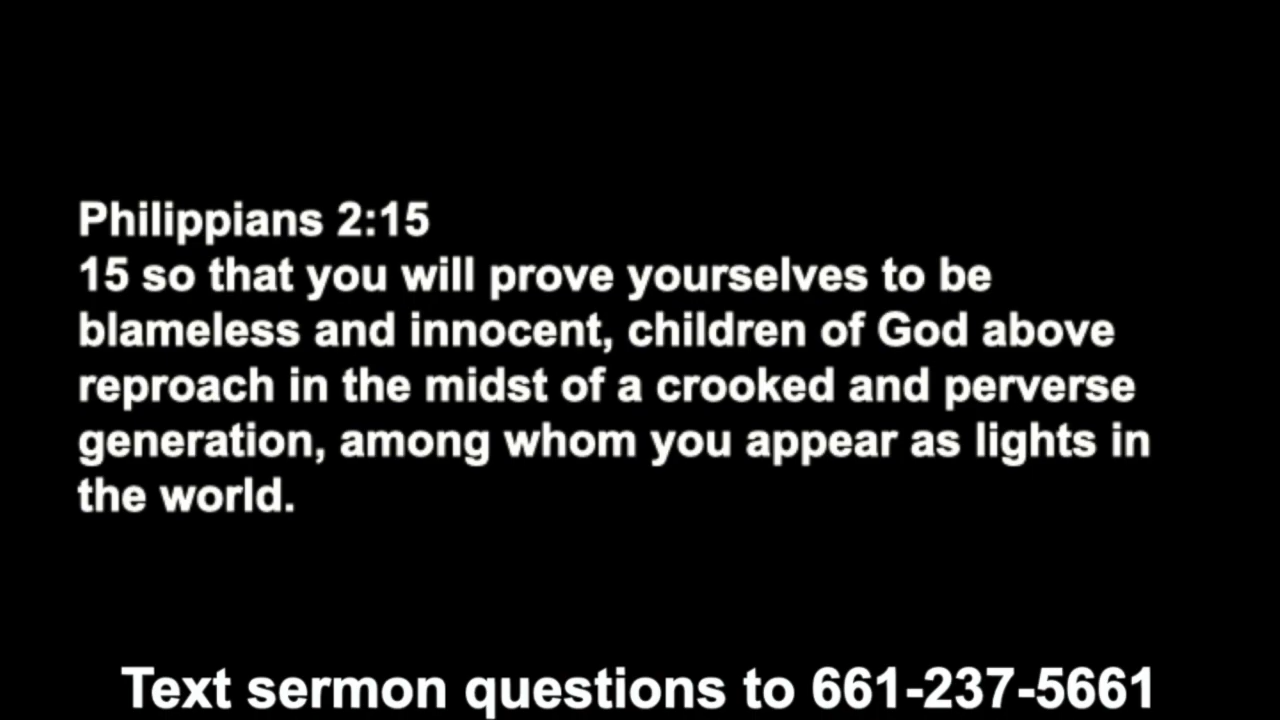 Philippians 2:15
15 so that you will prove yourselves to be
blameless and innocent, children of God above
reproach in the midst of a crooked and perverse
generation, among whom you appear as lights in
the world.
Text sermon questions to 661-237-5661